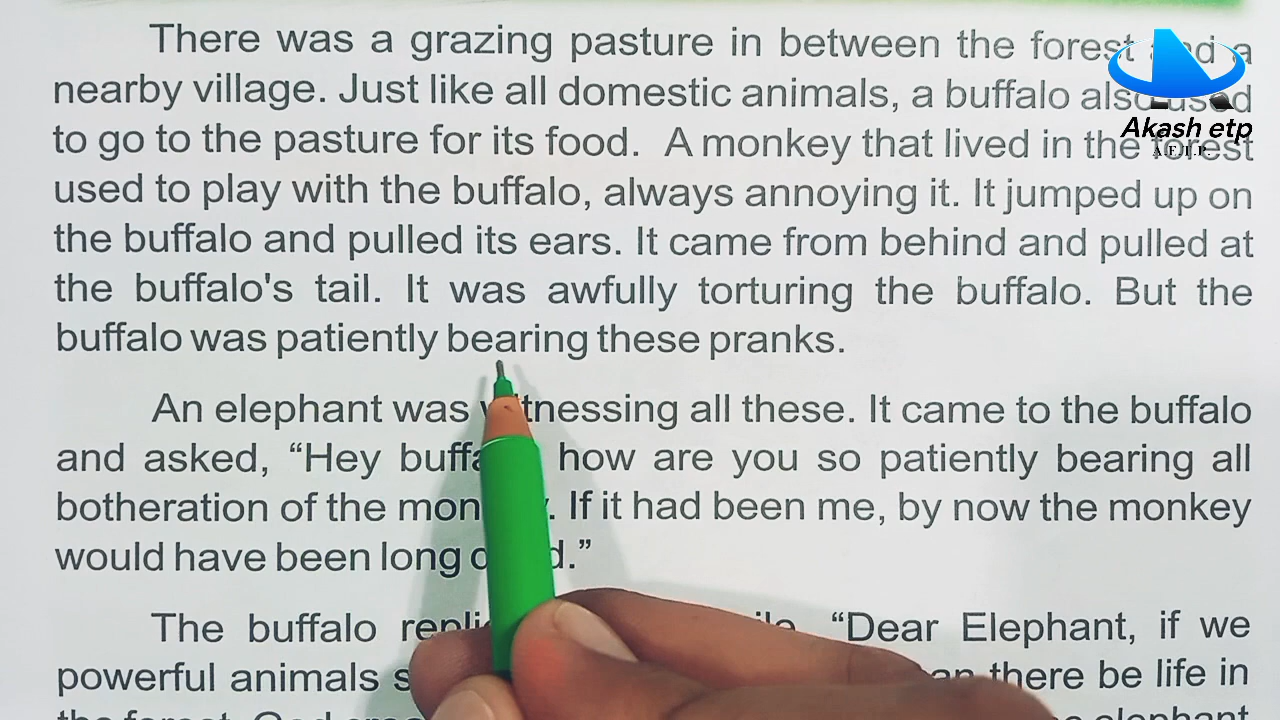 There was a grazing pasture in between the forest and a
nearby village. Just like all domestic animals, a buffalo also used
to go to the pasture for its food. A monkey that lived in the forest
used to play with the buffalo, always annoying it. It jumped up on
the buffalo and pulled its ears. It came from behind and pulled at
the buffalo's tail. It was awfully torturing the buffalo. But the
buffalo was patiently bearing these pranks.
An elephant was witnessing all these. It came to the buffalo
and asked, “Hey how are you so patiently bearing all
botheration of the If it had been me, by now the monkey
would have been long
The buffalo “Dear Elephant, if we
powerful animals there be life in
elephant
Akash etp